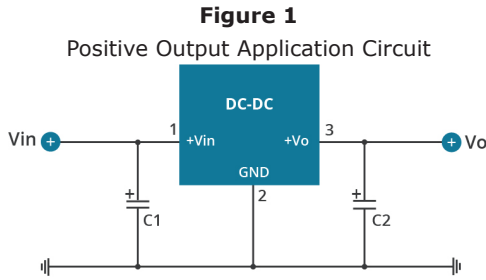 Figure 1
Positive Output Application Circuit
DC-DC
Vin +
1
+Vin
+Vo
3
+ Vo
GND
2
+
C1
+
C2